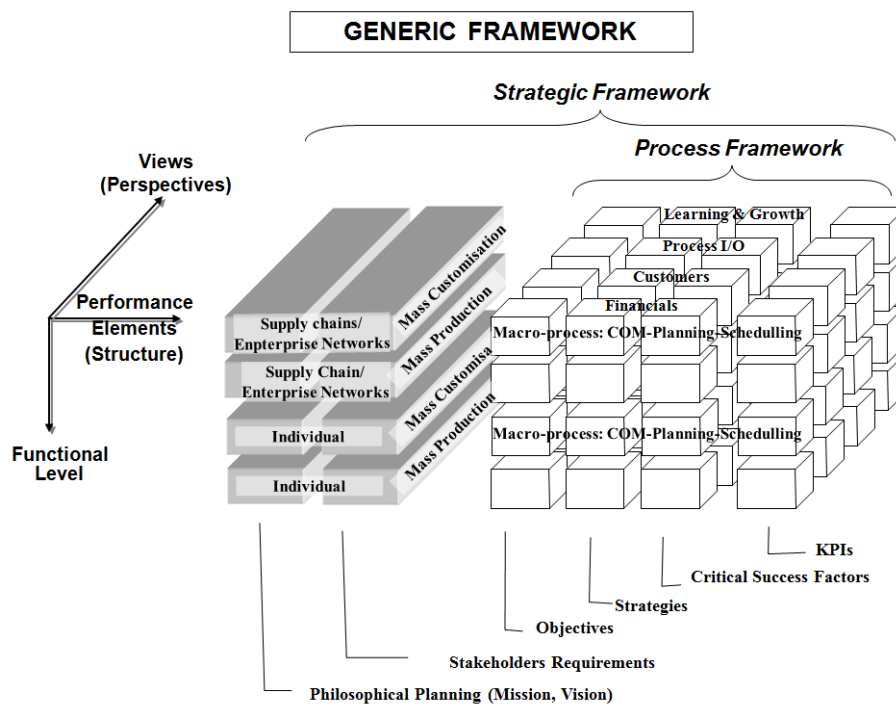 GENERIC FRAMEWORK
Strategic Framework
Process Framework
Views
(Perspectives)
Performance
Elements
(Structure)
Functional
Level
Learning & Growth
Process I/O
Customers
Financials
Supply chains/
Enpterprise Networks
Mass Customisation
Macro-process: COM-Planning-Schedulling
Supply Chain/
Enterprise Networks
Mass Production
Individual
Mass Customisa
Macro-process: COM-Planning-Schedulling
Individual
Mass Production
KPIs
Critical Success Factors
Strategies
Objectives
Stakeholders Requirements
Philosophical Planning (Mission, Vision)